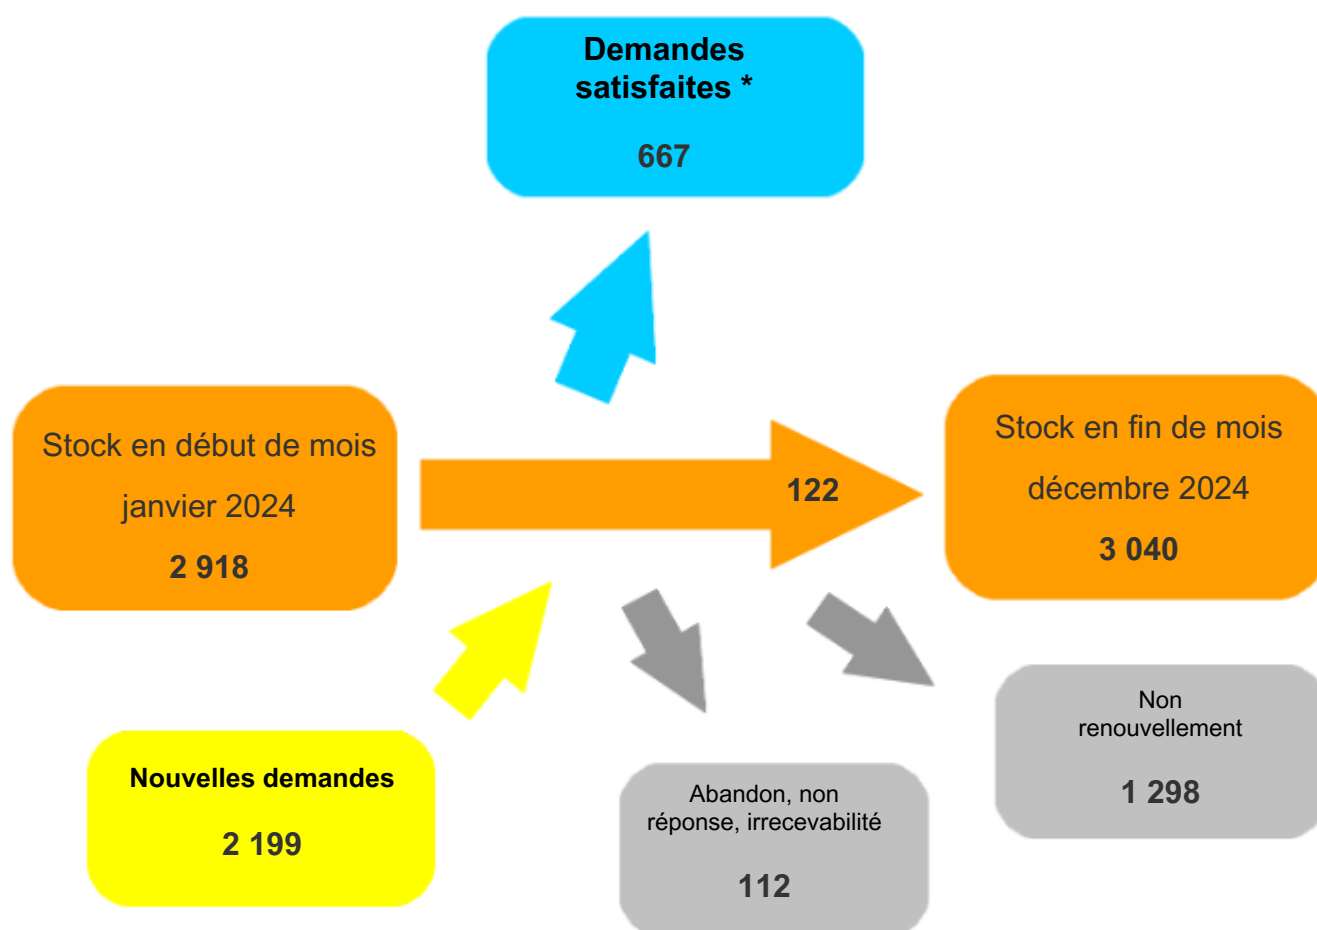 Demandes
satisfaites *
667
Stock en début de mois
janvier 2024
2 918
122
Stock en fin de mois
décembre 2024
3 040
Nouvelles demandes
2 199
Abandon, non
réponse, irrecevabilité
112
Non
renouvellement
1 298